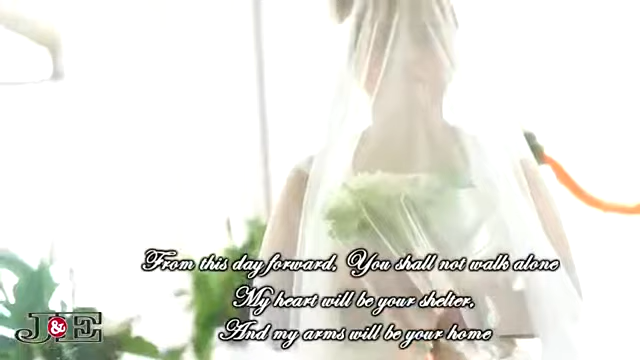 From this day forward, You shall not walk alone
My heart will be your shelter,
And my arms will be your home
J&E